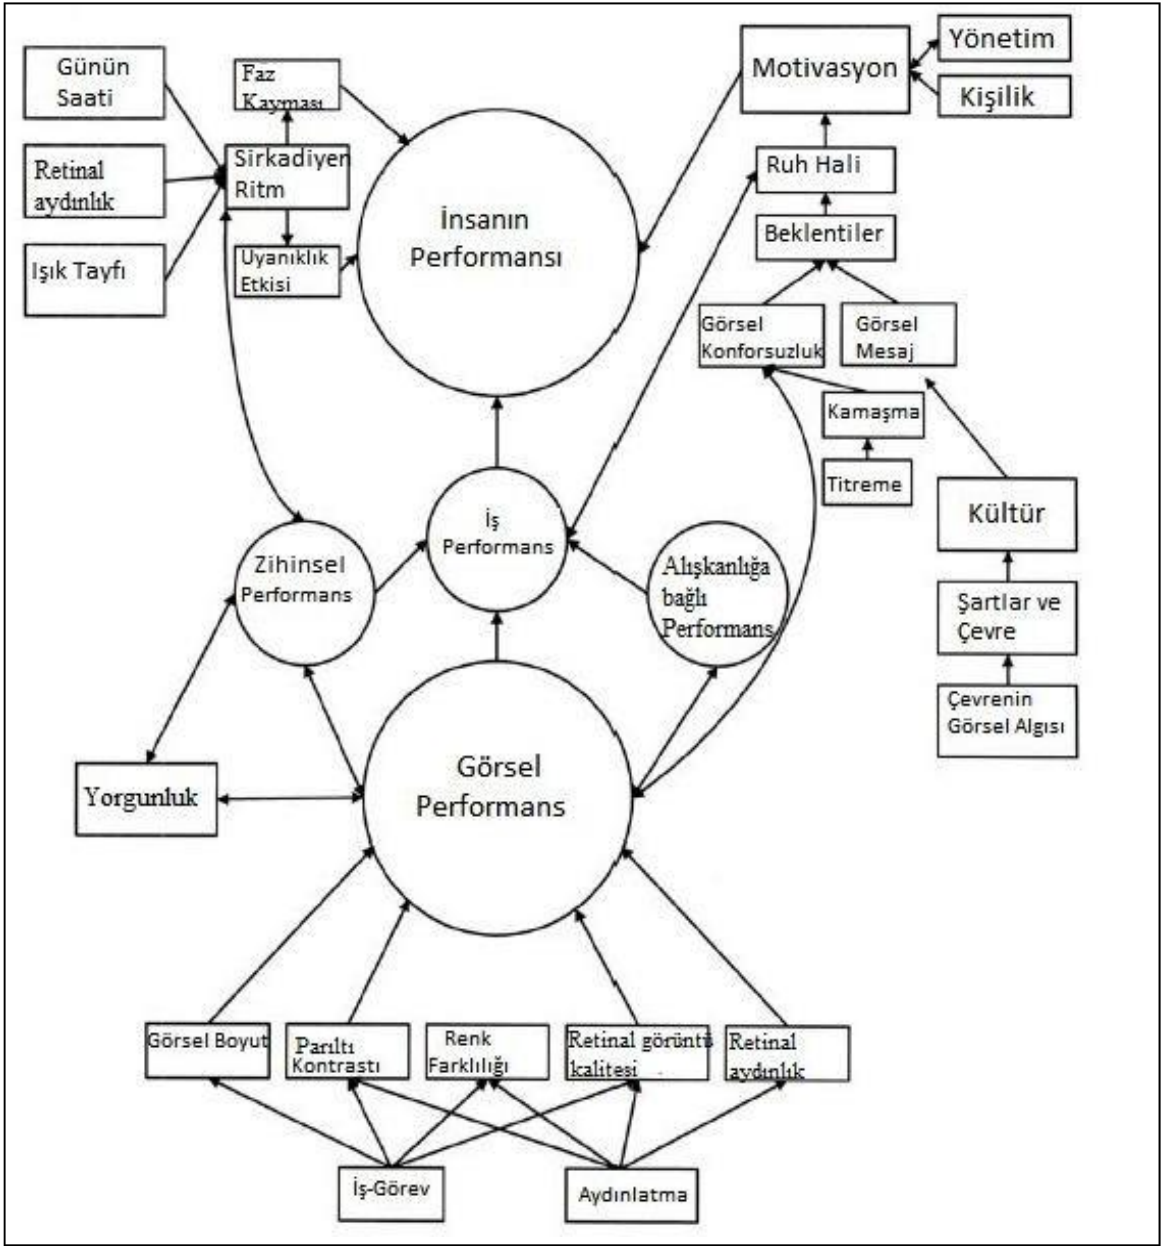 Günün
Saati
Faz
Kayması
Motivasyon
Yönetim
Kişilik
Retinal
aydınlık
Sirkadiyen
Ritm
Ruh Hali
İnsanın
Performansı
Beklentiler
Işık Tayfı
Uyanıklık
Etkisi
Görsel
Konforsuzluk
Görsel
Mesaj
Kamaşma
Titreme
Kültür
İş
Performans
Zihinsel
Performans
Alışkanlığa
bağlı
Performans
Şartlar ve
Çevre
Çevrenin
Görsel Algısı
Görsel
Performans
Yorgunluk
Görsel Boyut
Parıltı
Kontrastı
Renk
Farklılığı
Retinal görüntü
kalitesi
Retinal
aydınlık
İş-Görev
Aydınlatma